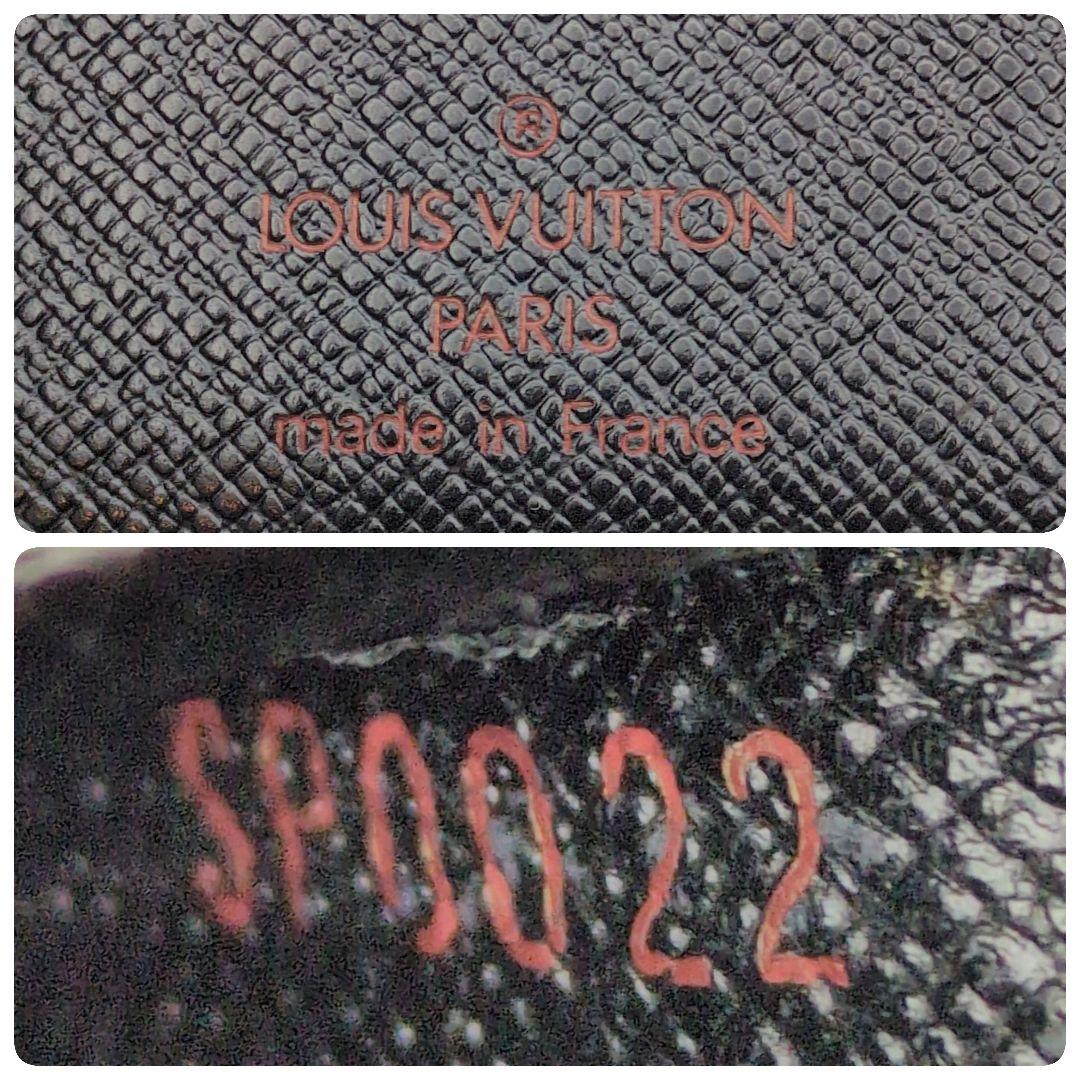 ®
LOUIS VUITTON
PARIS
made in France
SP0022